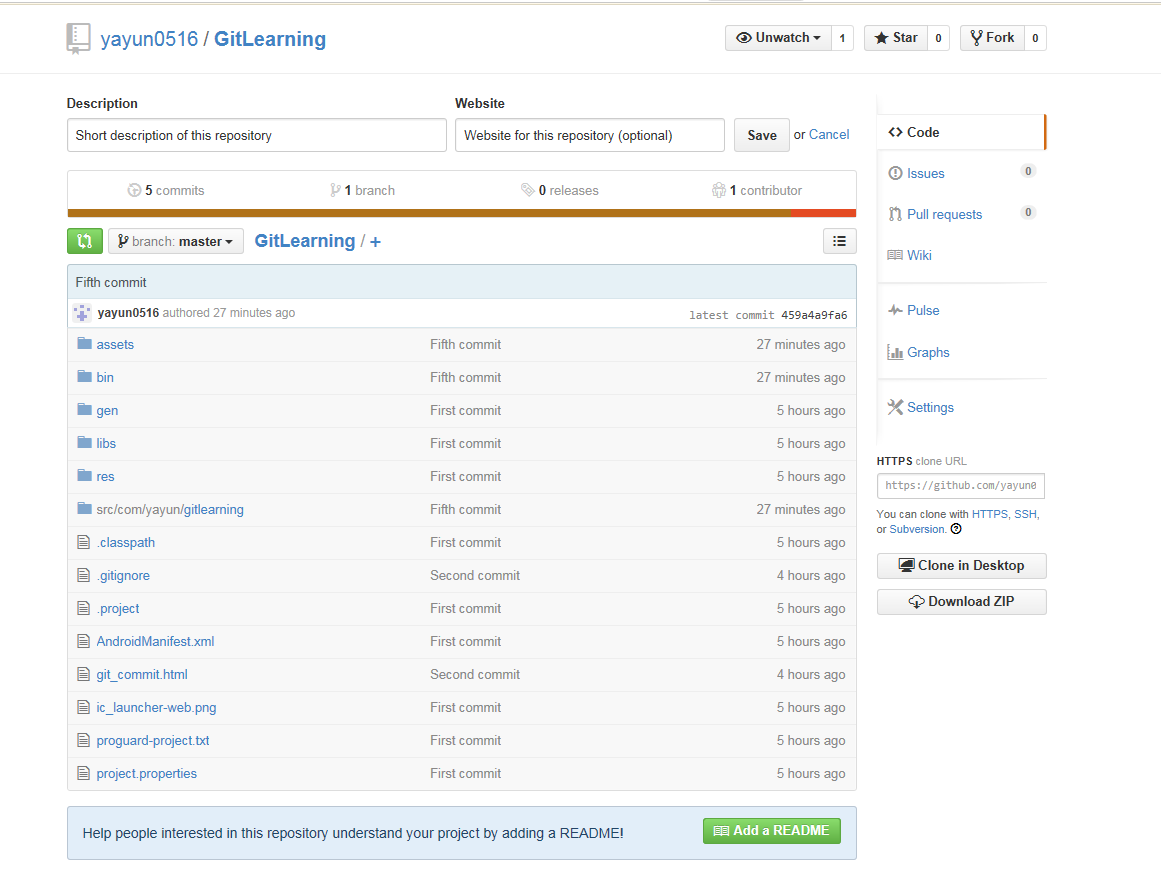 yayun0516 / GitLearning
Unwatch 1 Star 0 Fork 0
Description Website
Short description of this repository Website for this repository (optional) Save or Cancel
5 commits 1 branch 0 releases 1 contributor
branch: master GitLearning / +
Fifth commit
yayun0516 authored 27 minutes ago latest commit 459a4a9fa6
assets Fifth commit 27 minutes ago
bin Fifth commit 27 minutes ago
gen First commit 5 hours ago
libs First commit 5 hours ago
res First commit 5 hours ago
src/com/yayun/gitlearning Fifth commit 27 minutes ago
.classpath First commit 5 hours ago
.gitignore Second commit 4 hours ago
.project First commit 5 hours ago
AndroidManifest.xml First commit 5 hours ago
git_commit.html Second commit 4 hours ago
ic_launcher-web.png First commit 5 hours ago
proguard-project.txt First commit 5 hours ago
project.properties First commit 5 hours ago
Help people interested in this repository understand your project by adding a README! Add a README
Code
Issues 0
Pull requests 0
Wiki
Pulse
Graphs
Settings
HTTPS clone URL
https://github.com/yayun0
You can clone with HTTPS, SSH,
or Subversion.
Clone in Desktop
Download ZIP